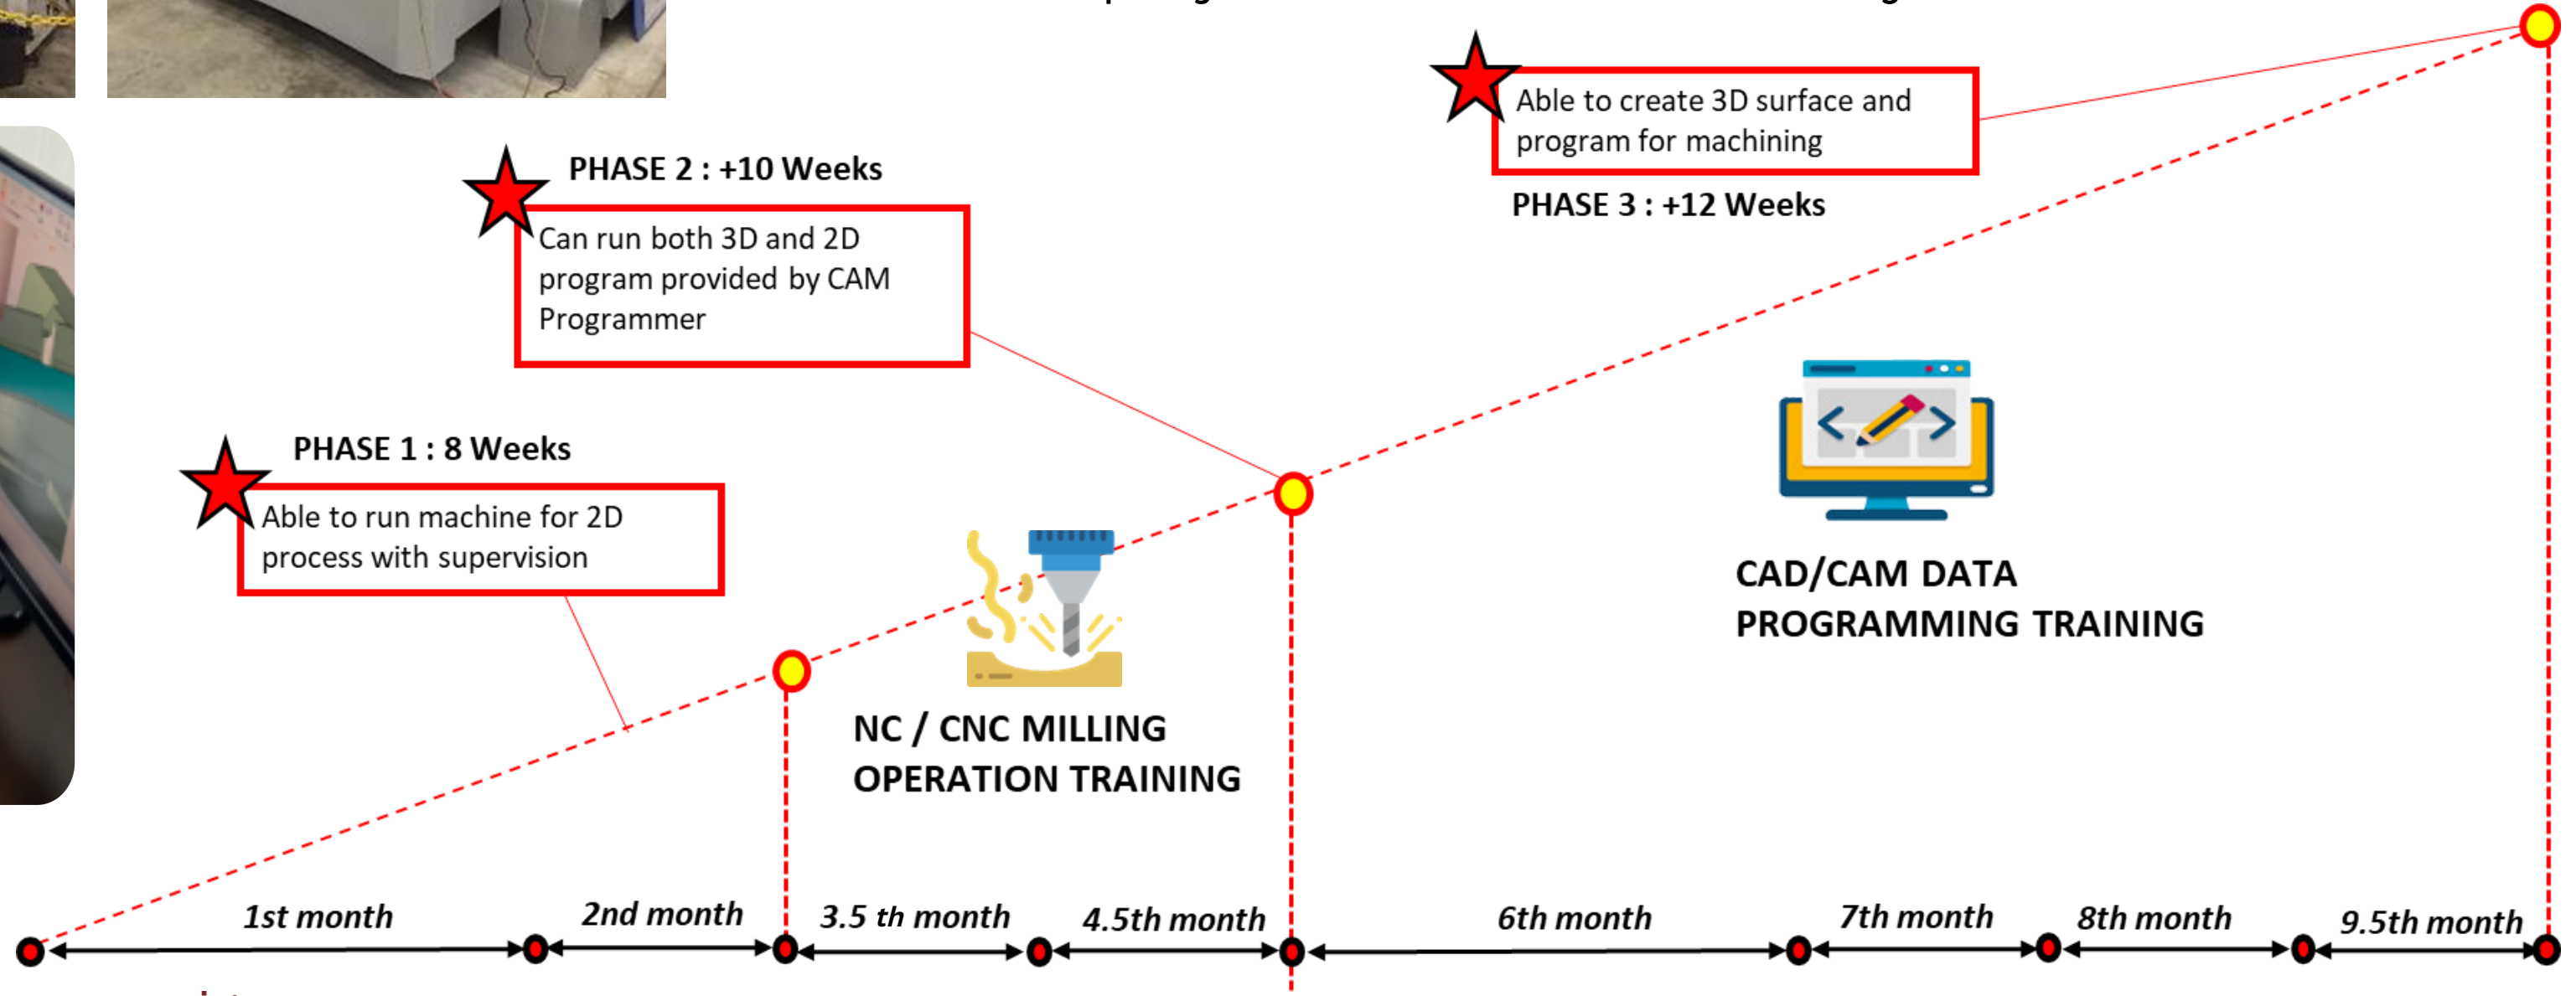 Able to create 3D surface and
program for machining
PHASE 3 : +12 Weeks
PHASE 2 : +10 Weeks
Can run both 3D and 2D
program provided by CAM
Programmer
PHASE 1 : 8 Weeks
Able to run machine for 2D
process with supervision
NC / CNC MILLING
OPERATION TRAINING
CAD/CAM DATA
PROGRAMMING TRAINING
1st month
2nd month
3.5 th month
4.5th month
6th month
7th month
8th month
9.5th month